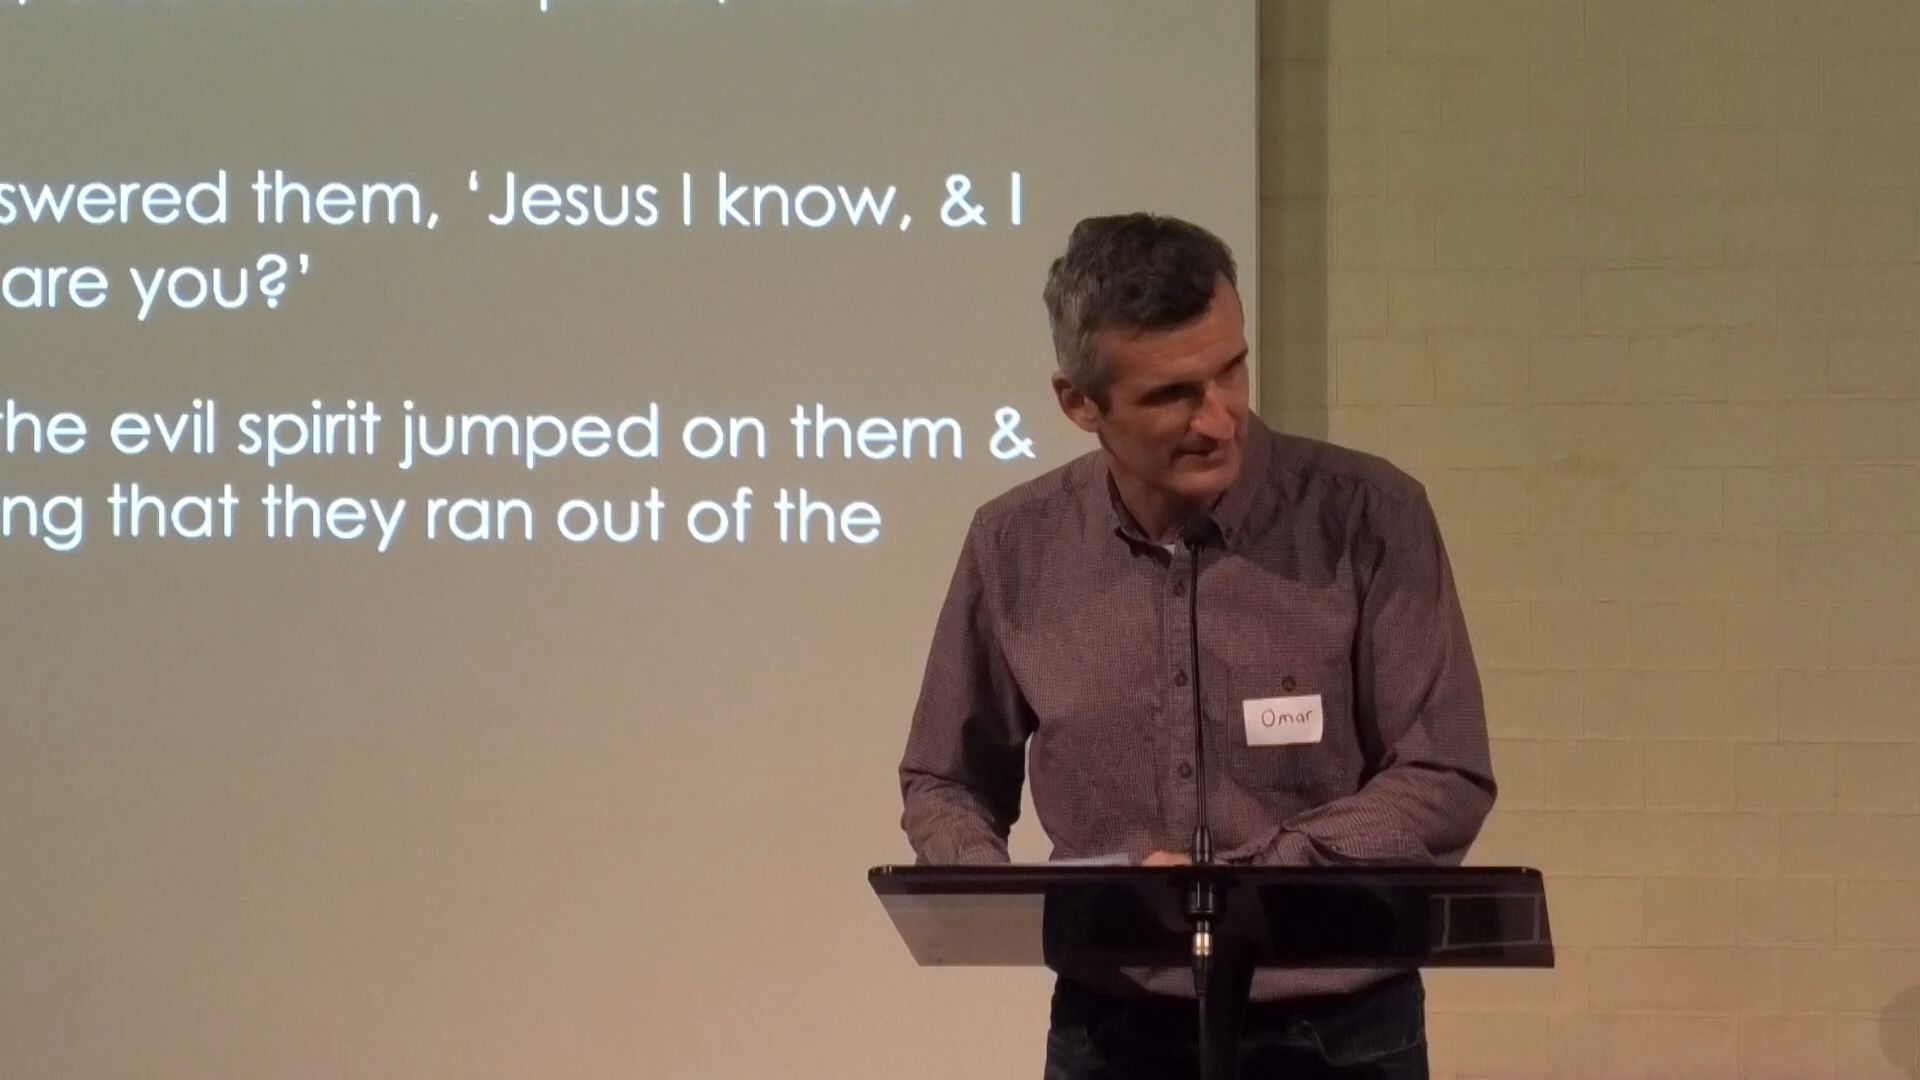 swered them, ‘Jesus I know, & I
are you?’
the evil spirit jumped on them &
ng that they ran out of the
Omar